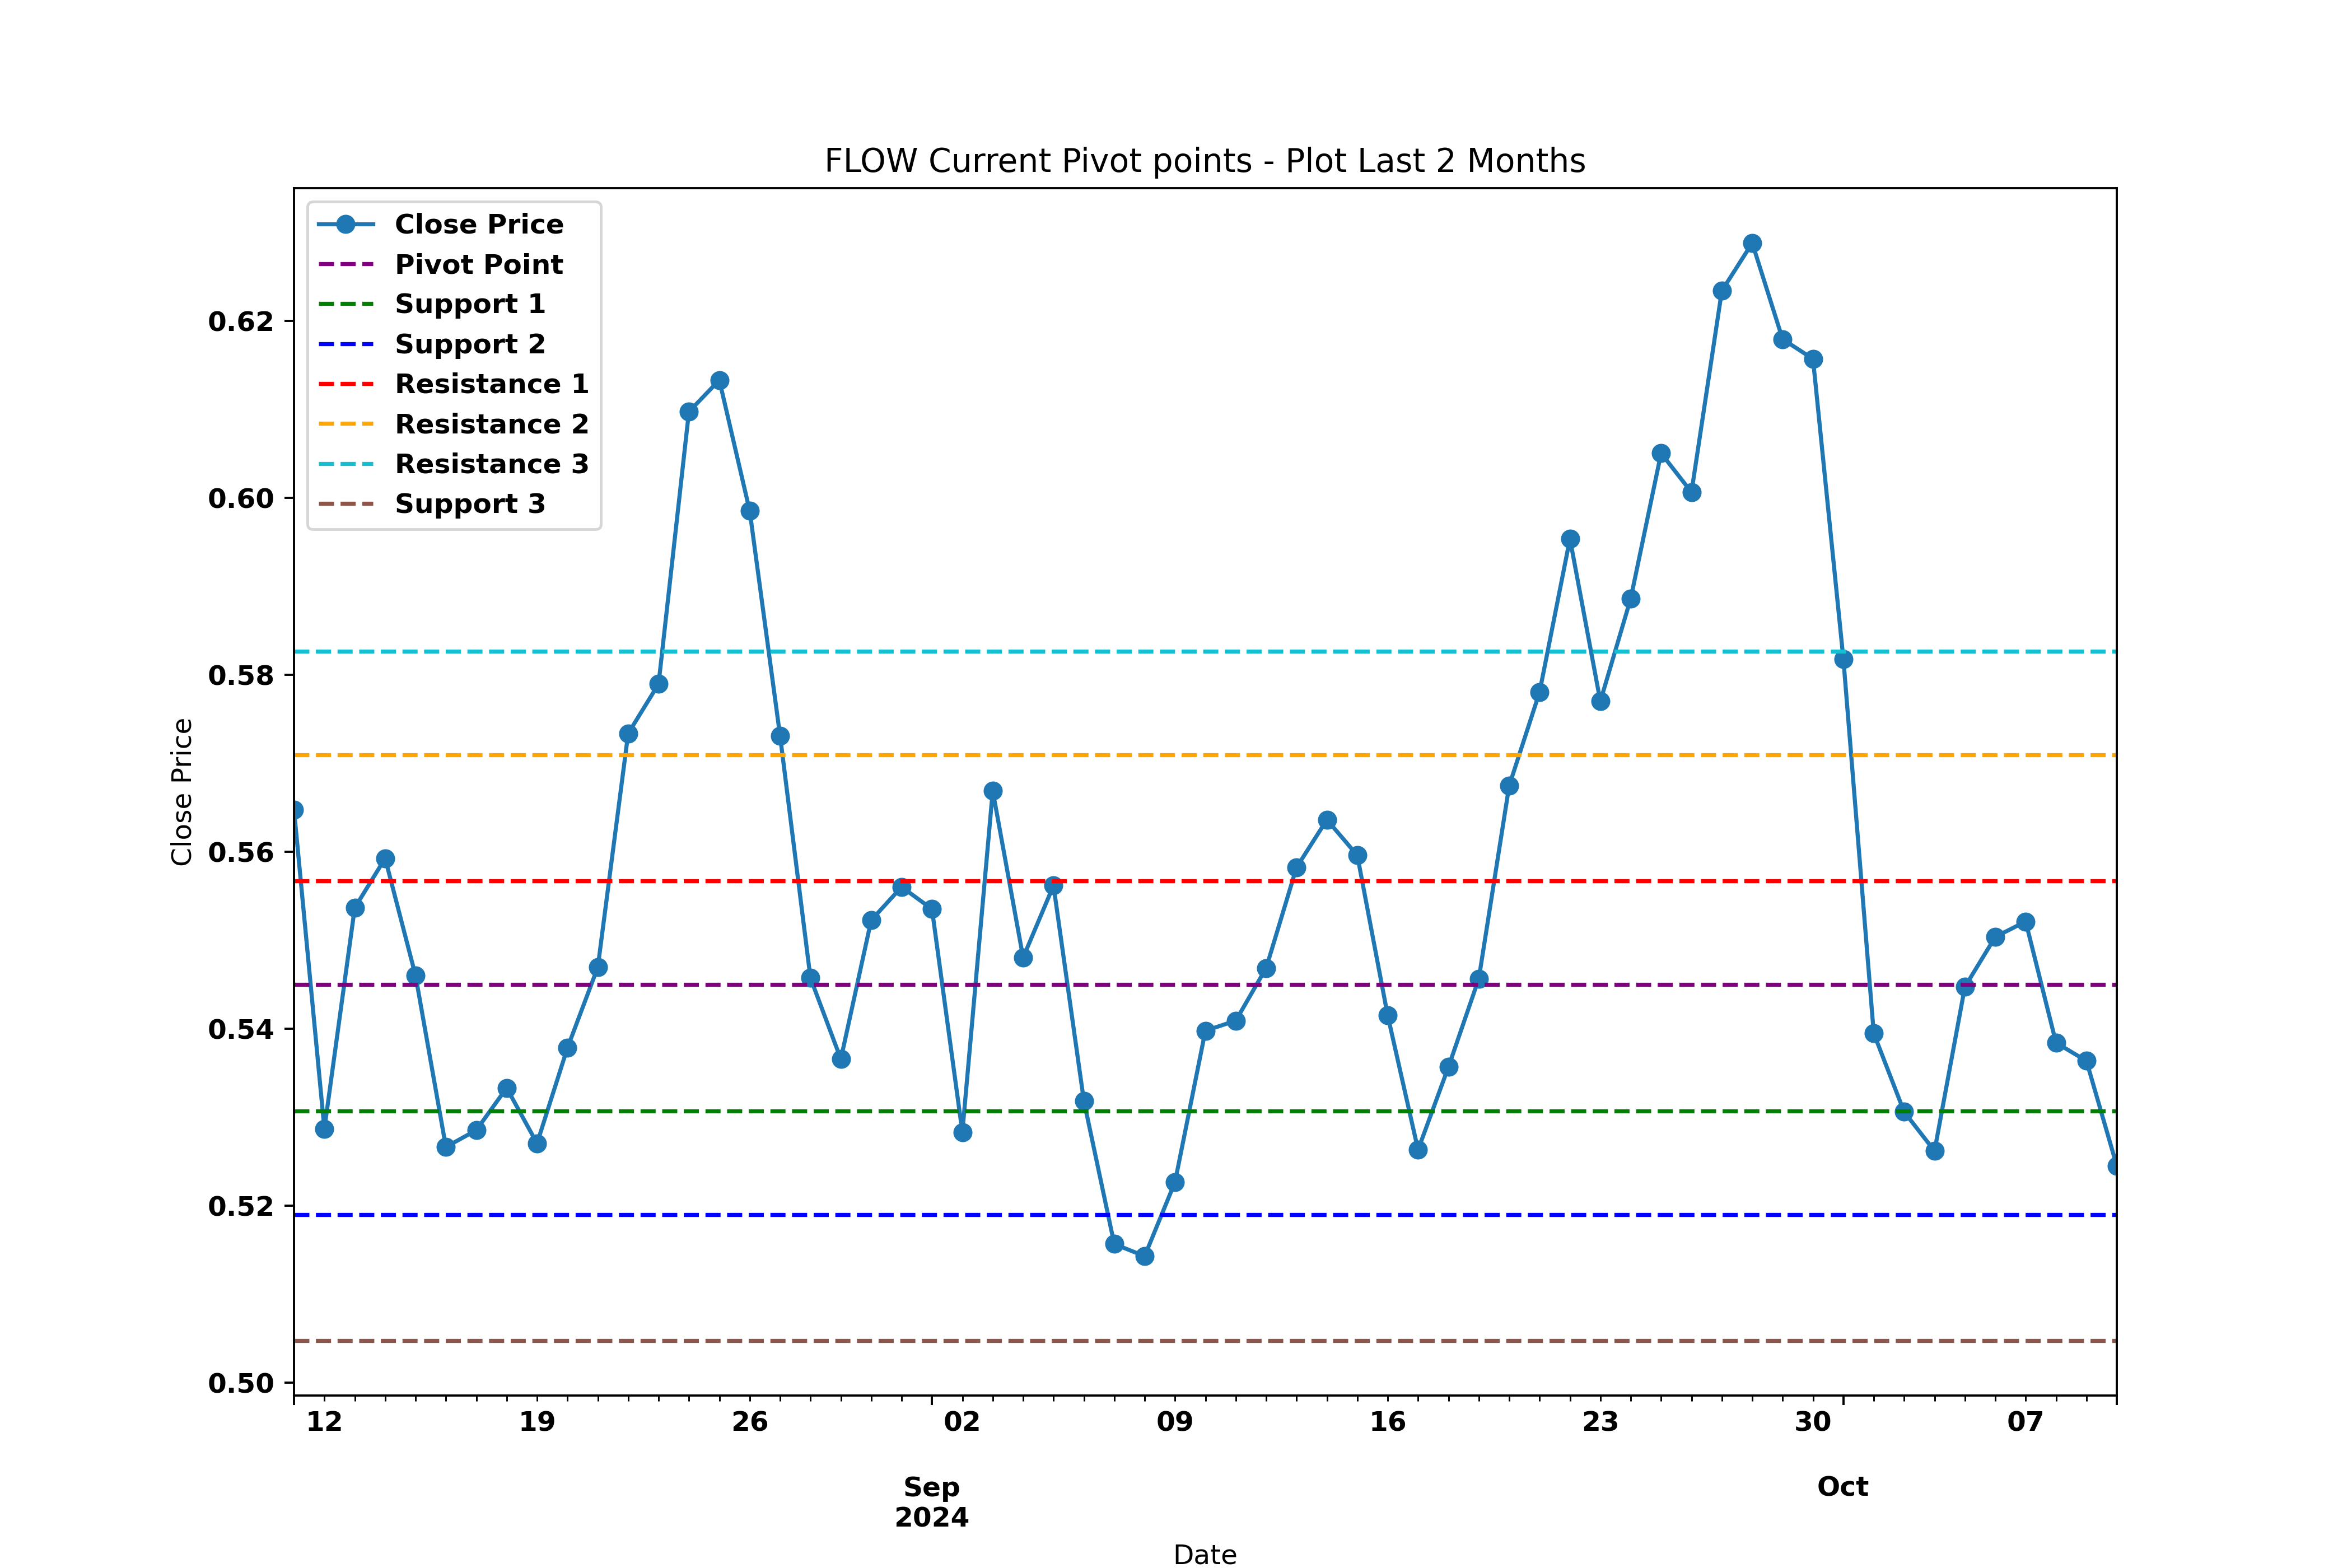 FLOW Current Pivot points - Plot Last 2 Months
Close Price
Pivot Point
Support 1
Support 2
Resistance 1
Resistance 2
Resistance 3
Support 3
Close Price
0.62
0.60
0.58
0.56
0.54
0.52
0.50
12 19 26 02 09 16 23 30 07
Sep Oct
2024
Date